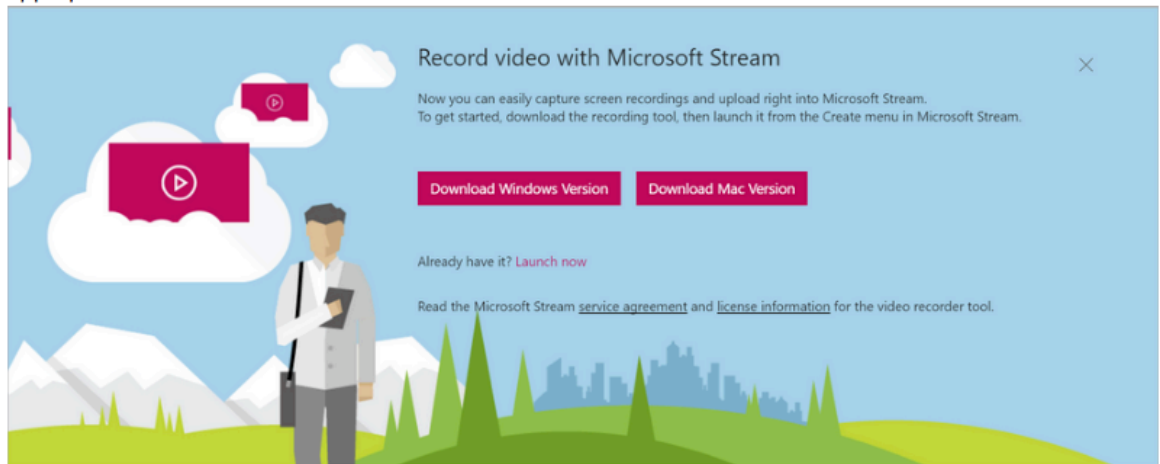 Record video with Microsoft Stream
Now you can easily capture screen recordings and upload right into Microsoft Stream.
To get started, download the recording tool, then launch it from the Create menu in Microsoft Stream.
Download Windows Version
Download Mac Version
Already have it? Launch now
Read the Microsoft Stream service agreement and license information for the video recorder tool.